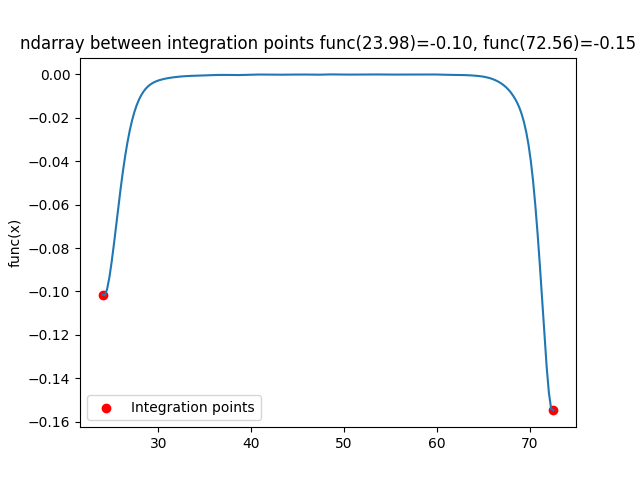 ndarray between integration points func(23.98)=-0.10, func(72.56)=-0.15
func(x)
0.00
−0.02
−0.04
−0.06
−0.08
−0.10
−0.12
−0.14
−0.16
Integration points
30 40 50 60 70